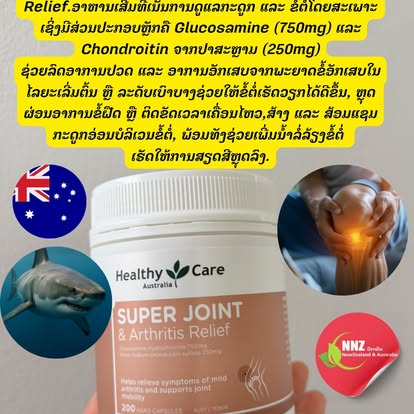 Relief.ອາຫານເສີມທີ່ເນັ້ນການດູແລກະດູກ ແລະ ຂໍ້ຕໍ່ໂດຍສະເພາະ
ເຊິ່ງມີສ່ວນປະກອບຫຼັກຄື Glucosamine (750mg) ແລະ
Chondroitin ຈາກປາສະຫຼາມ (250mg)
ຊ່ວຍລຸດອາການປວດ ແລະ ອາການອັກເສບຈາກພະຍາດຂໍ້ອັກເສບໃນ
ໄລຍະເລີ່ມຕົ້ນ ຫຼື ລະດັບເບົາບາງຊ່ວຍໃຫ້ຂໍ້ຕໍ່ເຮັດວຽກໄດ້ດີຂຶ້ນ, ຫຼຸດ
ຜ່ອນອາການຂໍ້ຝືດ ຫຼື ຕິດຂັດເວລາເຄື່ອນໄຫວ,ສ້າງ ແລະ ສ້ອມແຊມ
ກະດູກອ່ອນບໍລິເວນຂໍ້ຕໍ່, ພ້ອມທັງຊ່ວຍເພີ່ມນ້ຳລໍ່ລ້ຽງຂໍ້ຕໍ່
ເຮັດໃຫ້ການສຽດສີຫຼຸດລົງ.
Healthy Care
Australia
SUPER JOINT
& Arthritis Relief
Glucosamine Hydrochloride 750mg
Helps relieve symptoms of mild
arthritis and supports joint
mobility
200 HARD CAPSULES
NNZ
NewZealand & Australia